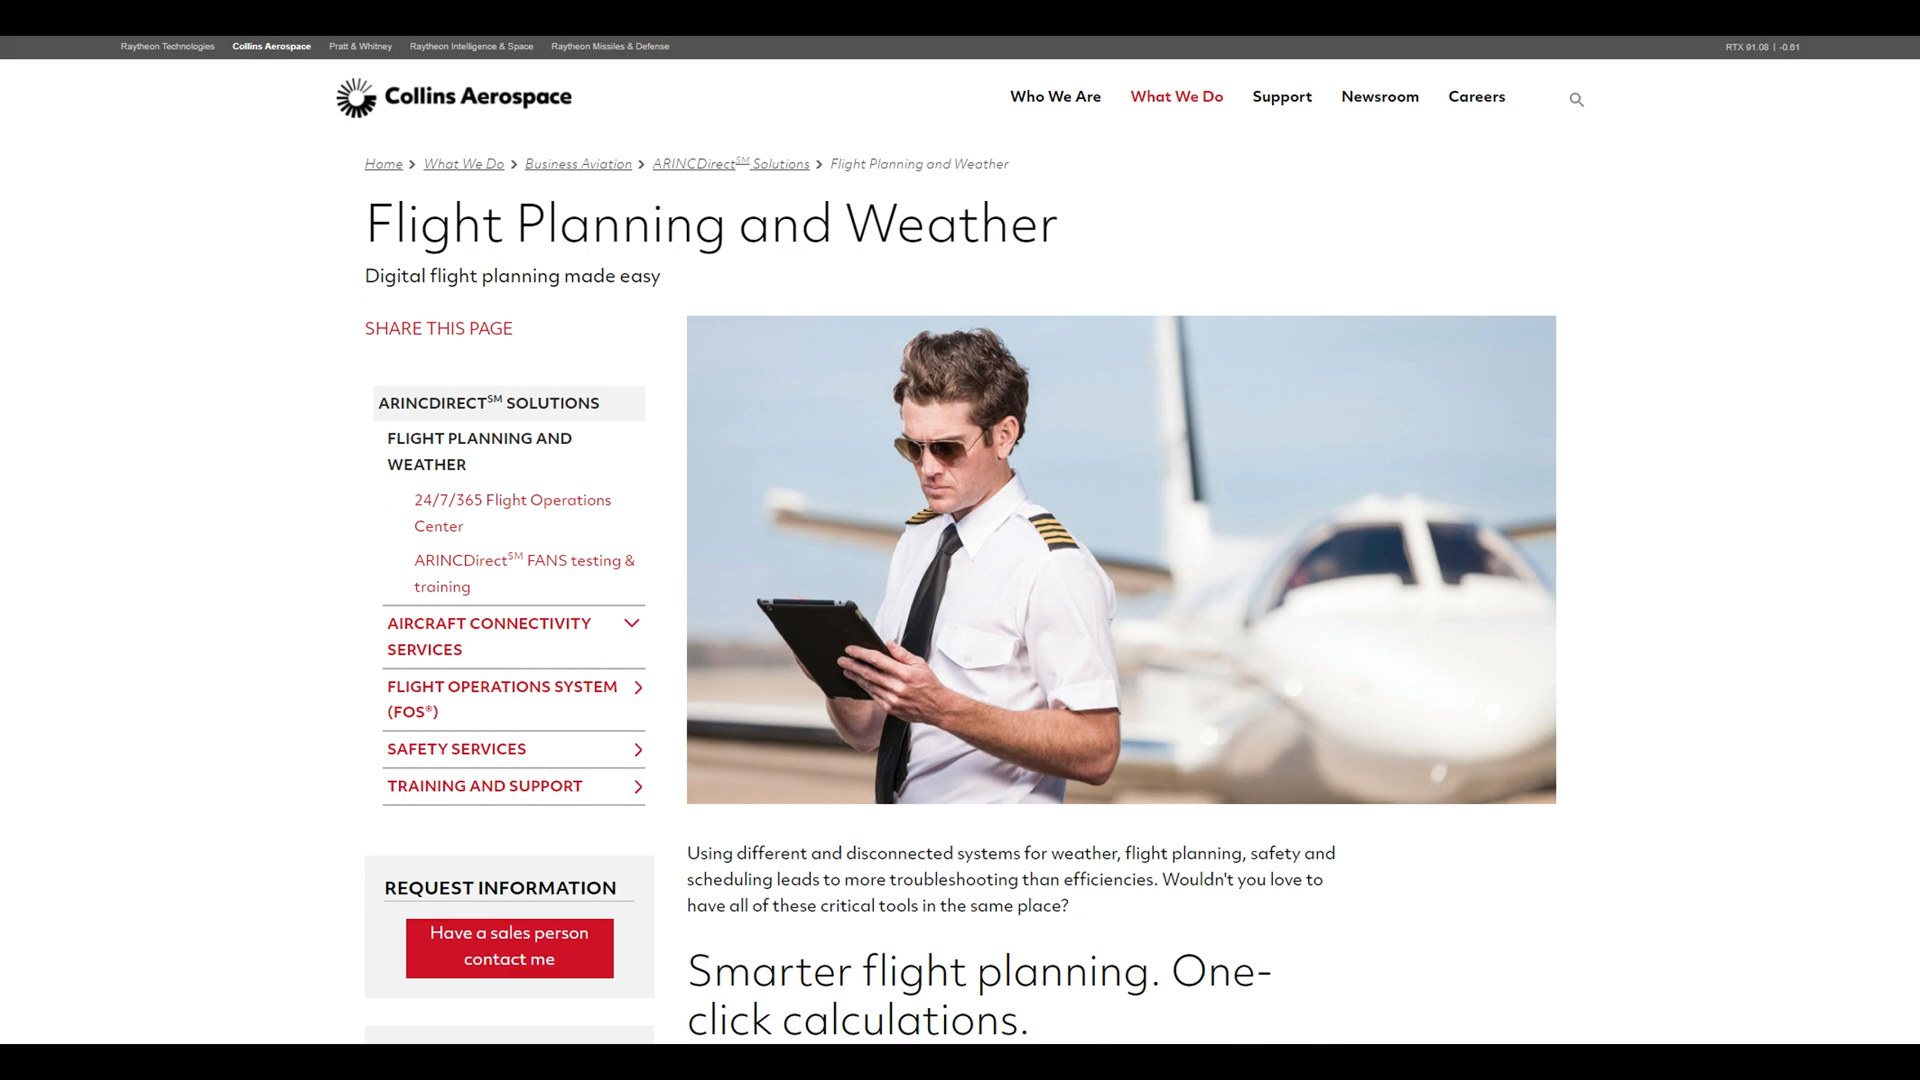 Raytheon Technologies Collins Aerospace Pratt & Whitney Raytheon Intelligence & Space Raytheon Missiles & Defense RTX 91.08 | -0.61
Collins Aerospace Who We Are What We Do Support Newsroom Careers
Home > What We Do > Business Aviation > ARINCDirectSM Solutions > Flight Planning and Weather
Flight Planning and Weather
Digital flight planning made easy
SHARE THIS PAGE
ARINCDIRECTSM SOLUTIONS
FLIGHT PLANNING AND
WEATHER
24/7/365 Flight Operations
Center
ARINCDirectSM FANS testing &
training
AIRCRAFT CONNECTIVITY
SERVICES
FLIGHT OPERATIONS SYSTEM
(FOS®)
SAFETY SERVICES
TRAINING AND SUPPORT
REQUEST INFORMATION
Have a sales person
contact me
Using different and disconnected systems for weather, flight planning, safety and
scheduling leads to more troubleshooting than efficiencies. Wouldn't you love to
have all of these critical tools in the same place?
Smarter flight planning. One-
click calculations.